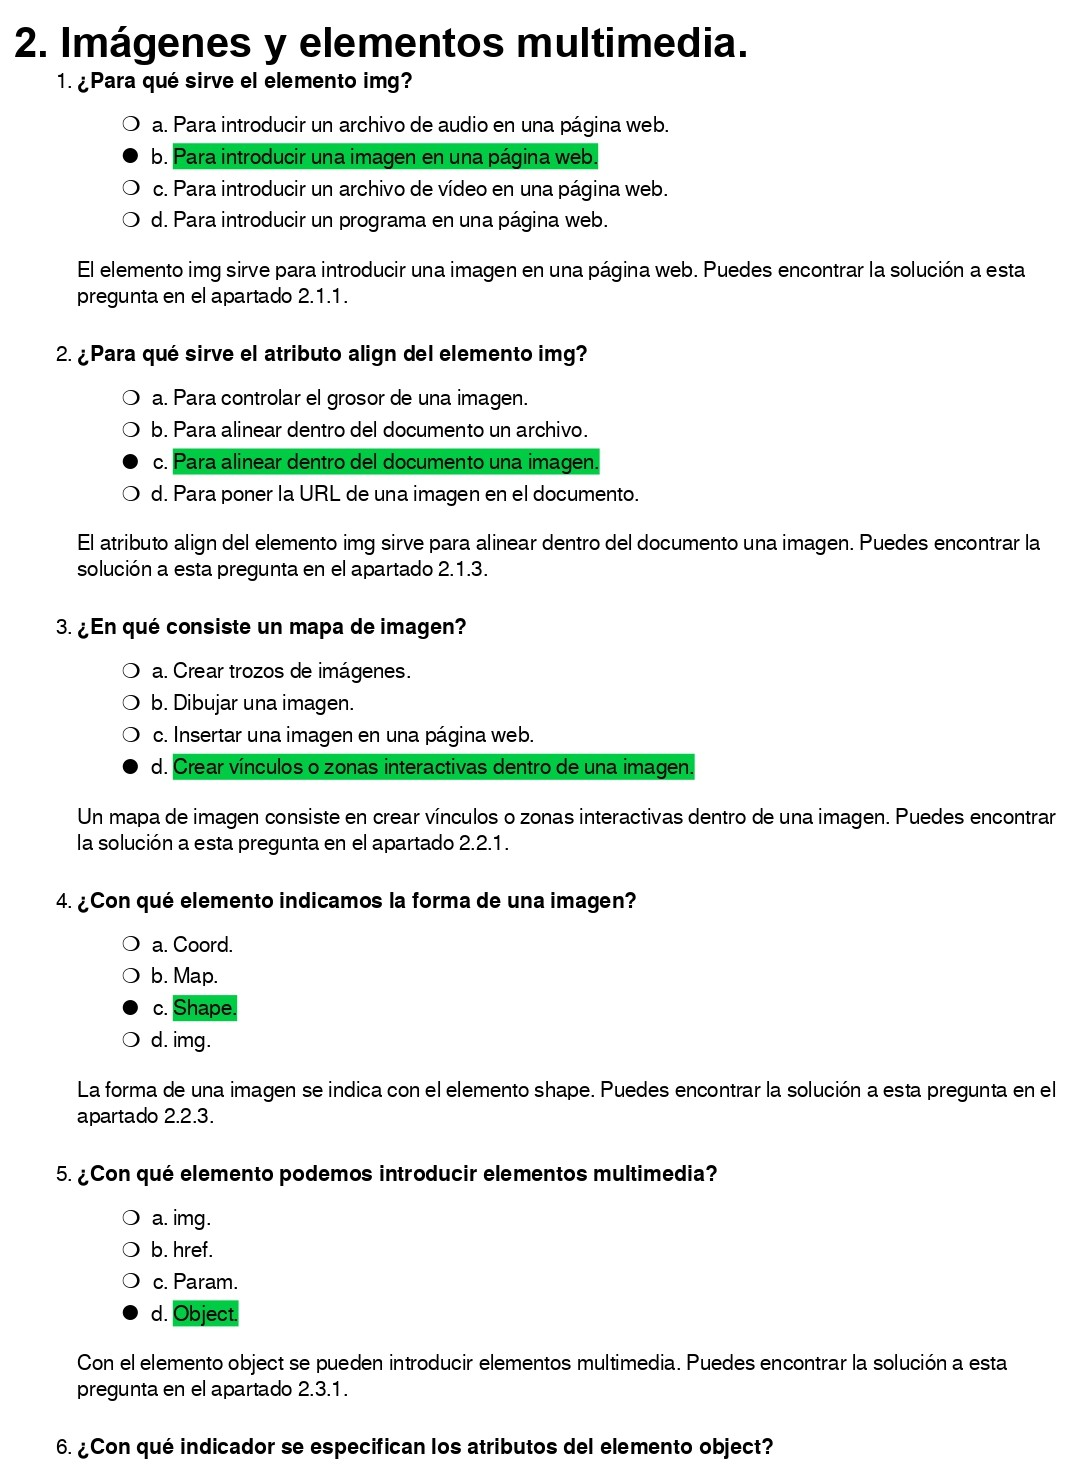 2. Imágenes y elementos multimedia.
1. ¿Para qué sirve el elemento img?
a. Para introducir un archivo de audio en una página web.
b. Para introducir una imagen en una página web.
c. Para introducir un archivo de vídeo en una página web.
d. Para introducir un programa en una página web.
El elemento img sirve para introducir una imagen en una página web. Puedes encontrar la solución a esta
pregunta en el apartado 2.1.1.
2. ¿Para qué sirve el atributo align del elemento img?
a. Para controlar el grosor de una imagen.
b. Para alinear dentro del documento un archivo.
c. Para alinear dentro del documento una imagen.
d. Para poner la URL de una imagen en el documento.
El atributo align del elemento img sirve para alinear dentro del documento una imagen. Puedes encontrar la
solución a esta pregunta en el apartado 2.1.3.
3. ¿En qué consiste un mapa de imagen?
a. Crear trozos de imágenes.
b. Dibujar una imagen.
c. Insertar una imagen en una página web.
d. Crear vínculos o zonas interactivas dentro de una imagen.
Un mapa de imagen consiste en crear vínculos o zonas interactivas dentro de una imagen. Puedes encontrar
la solución a esta pregunta en el apartado 2.2.1.
4. ¿Con qué elemento indicamos la forma de una imagen?
a. Coord.
b. Map.
c. Shape.
d. img.
La forma de una imagen se indica con el elemento shape. Puedes encontrar la solución a esta pregunta en el
apartado 2.2.3.
5. ¿Con qué elemento podemos introducir elementos multimedia?
a. img.
b. href.
c. Param.
d. Object.
Con el elemento object se pueden introducir elementos multimedia. Puedes encontrar la solución a esta
pregunta en el apartado 2.3.1.
6. ¿Con qué indicador se especifican los atributos del elemento object?